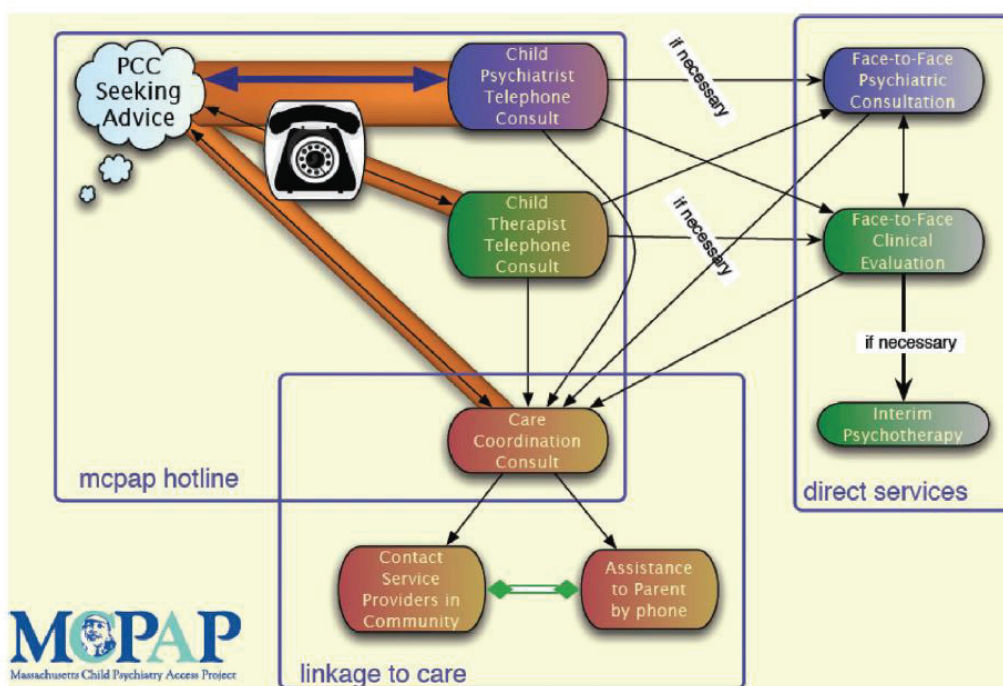 PCC
Seeking
Advice
Child
Psychiatrist
Telephone
Consult
if necessary
Face-to-Face
Psychiatric
Consultation
Child
Therapist
Telephone
Consult
if necessary
Face-to-Face
Clinical
Evaluation
if necessary
Interim
Psychotherapy
Care
Coordination
Consult
mcpap hotline
direct services
Contact
Service
Providers in
Community
Assistance
to Parent
by phone
MCPAP
Massachusetts Child Psychiatry Access Project
linkage to care